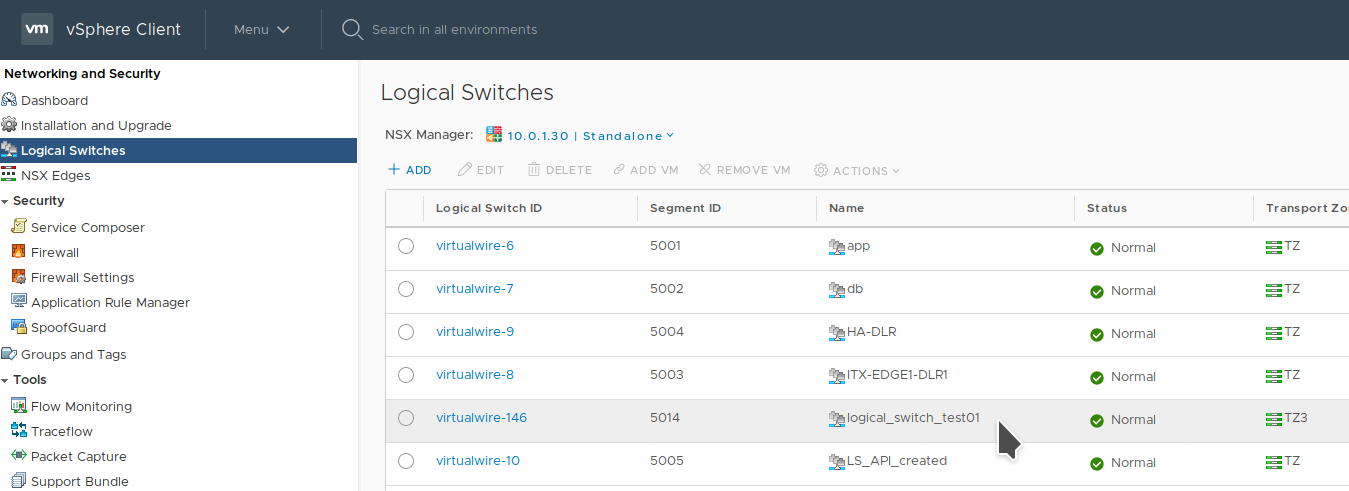 vm vSphere Client Menu Search in all environments
Networking and Security
Dashboard
Installation and Upgrade
Logical Switches
NSX Edges
Security
Service Composer
Firewall
Firewall Settings
Application Rule Manager
SpoofGuard
Groups and Tags
Tools
Flow Monitoring
Traceflow
Packet Capture
Support Bundle
Logical Switches
NSX Manager: 10.0.1.30 | Standalone
ADD EDIT DELETE ADD VM REMOVE VM ACTIONS
Logical Switch ID Segment ID Name Status Transport Zo
virtualwire-6 5001 app Normal TZ
virtualwire-7 5002 db Normal TZ
virtualwire-9 5004 HA-DLR Normal TZ
virtualwire-8 5003 ITX-EDGE1-DLR1 Normal TZ
virtualwire-146 5014 logical_switch_test01 Normal TZ3
virtualwire-10 5005 LS_API_created Normal TZ